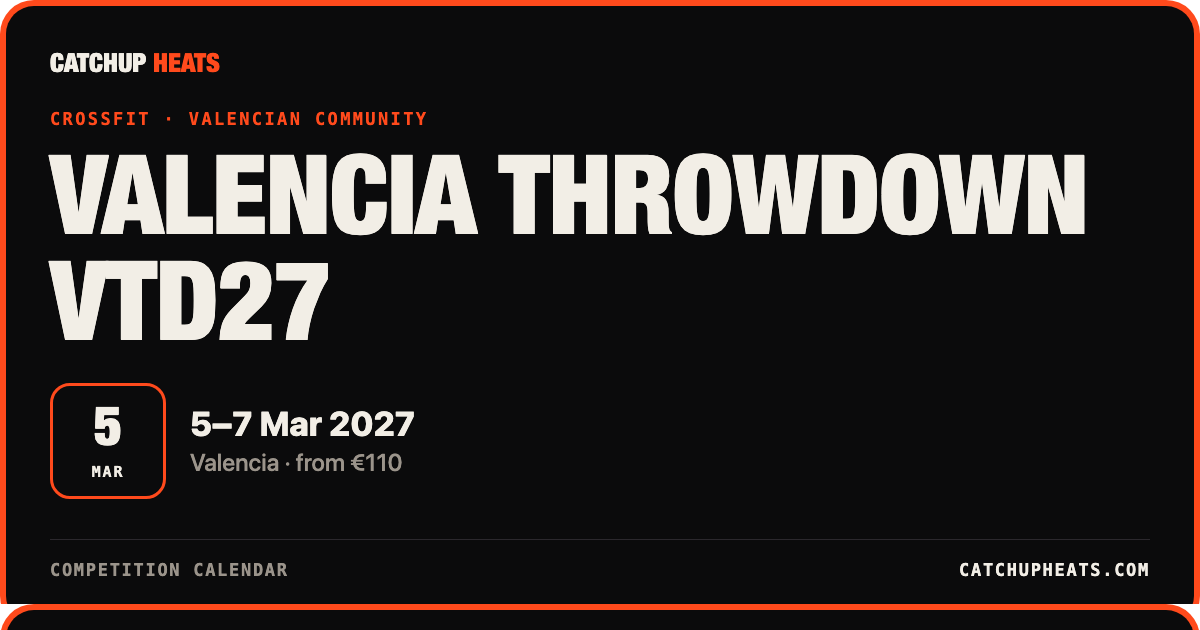 CATCHUP HEATS
CROSSFIT · VALENCIAN COMMUNITY
VALENCIA THROWDOWN
VTD27
5
MAR
5–7 Mar 2027
Valencia · from €110
COMPETITION CALENDAR
CATCHUPHEATS.COM